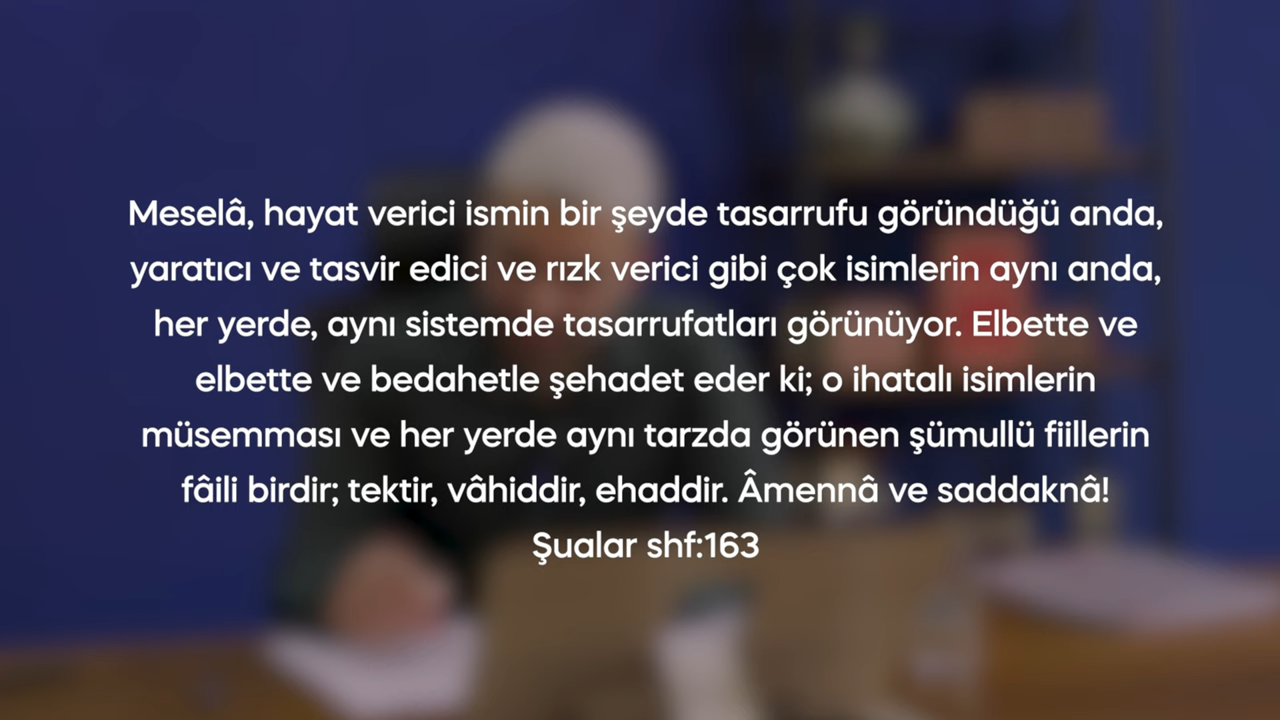 Meselâ, hayat verici ismin bir şeyde tasarrufu göründüğü anda,
yaratıcı ve tasvir edici ve rızk verici gibi çok isimlerin aynı anda,
her yerde, aynı sistemde tasarrufatları görünüyor. Elbette ve
elbette ve bedahetle şehadet eder ki; o ihatalı isimlerin
müsemması ve her yerde aynı tarzda görünen şümullü fiillerin
fâili birdir; tektir, vâhiddir, ehaddir. Âmennâ ve saddaknâ!
Şualar shf:163